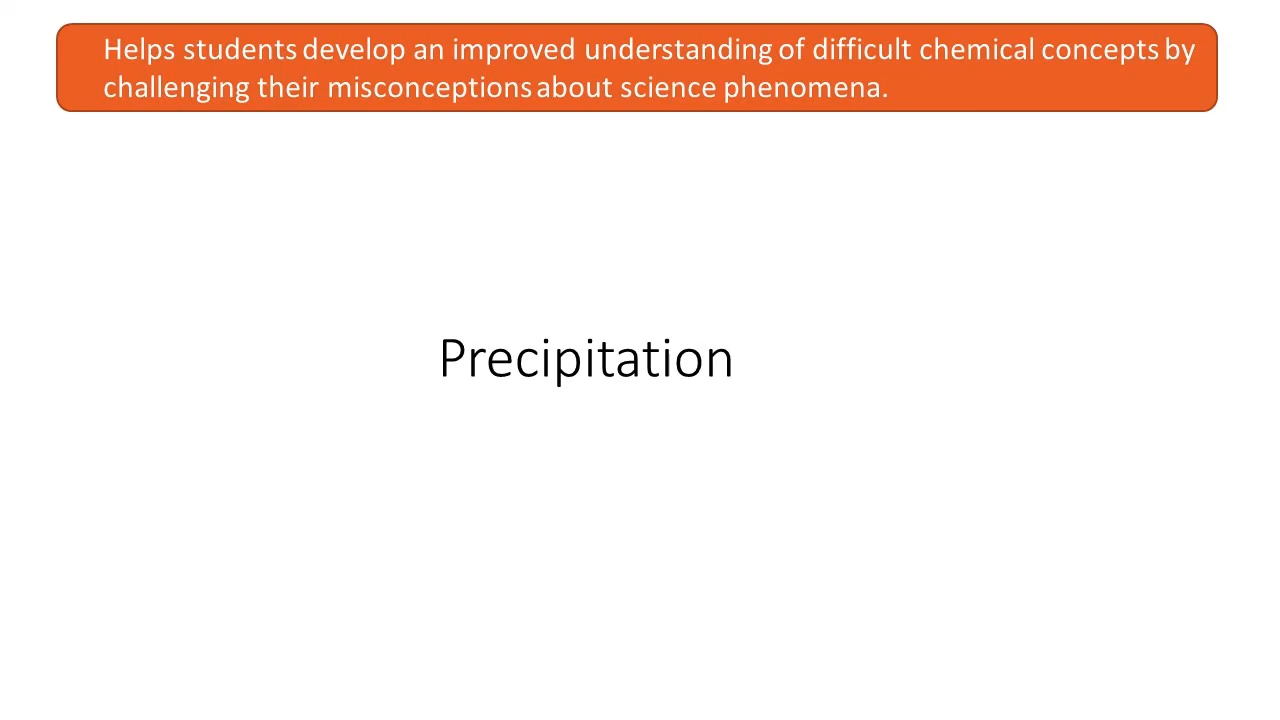 Helps students develop an improved understanding of difficult chemical concepts by
challenging their misconceptions about science phenomena.
Precipitation